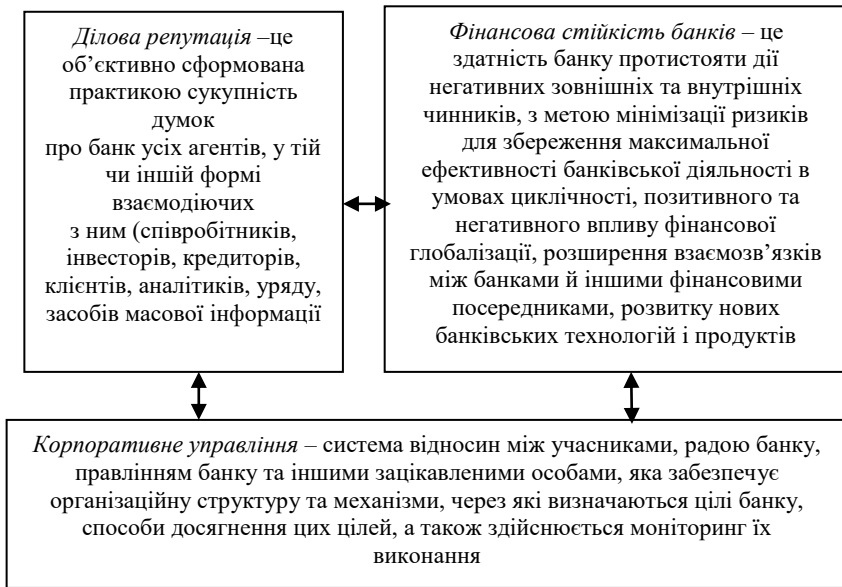 Ділова репутація –це
об’єктивно сформована
практикою сукупність
думок
про банк усіх агентів, у тій
чи іншій формі
взаємодіючих
з ним (співробітників,
інвесторів, кредиторів,
клієнтів, аналітиків, уряду,
засобів масової інформації
Фінансова стійкість банків – це
здатність банку протистояти дії
негативних зовнішніх та внутрішніх
чинників, з метою мінімізації ризиків
для збереження максимальної
ефективності банківської діяльності в
умовах циклічності, позитивного та
негативного впливу фінансової
глобалізації, розширення взаємозв’язків
між банками й іншими фінансовими
посередниками, розвитку нових
банківських технологій і продуктів
Корпоративне управління – система відносин між учасниками, радою банку,
правлінням банку та іншими зацікавленими особами, яка забезпечує
організаційну структуру та механізми, через які визначаються цілі банку,
способи досягнення цих цілей, а також здійснюється моніторинг їх
виконання